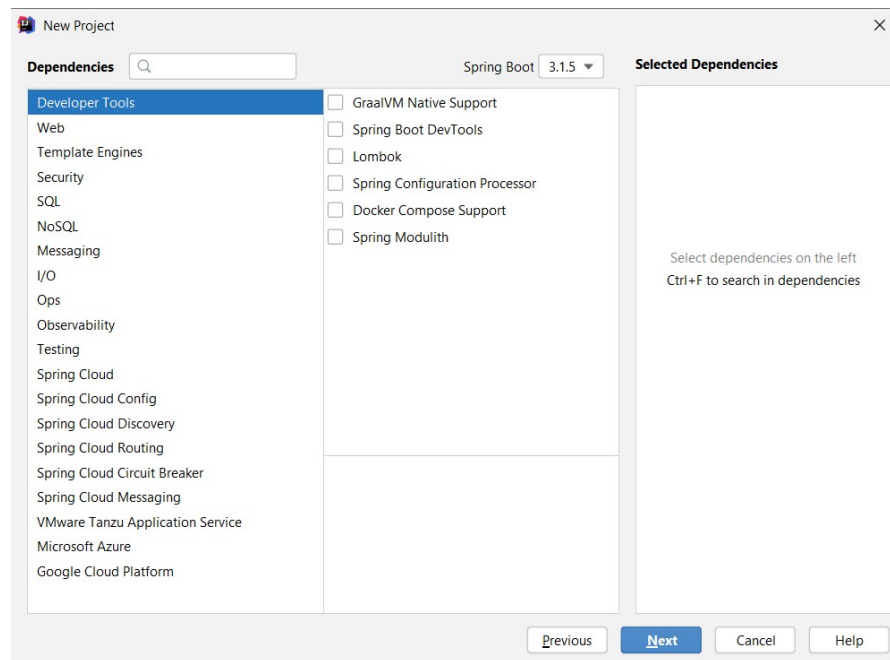 New Project
Dependencies
Spring Boot 3.1.5
Selected Dependencies
Developer Tools
Web
Template Engines
Security
SQL
NoSQL
Messaging
I/O
Ops
Observability
Testing
Spring Cloud
Spring Cloud Config
Spring Cloud Discovery
Spring Cloud Routing
Spring Cloud Circuit Breaker
Spring Cloud Messaging
VMware Tanzu Application Service
Microsoft Azure
Google Cloud Platform
GraalVM Native Support
Spring Boot DevTools
Lombok
Spring Configuration Processor
Docker Compose Support
Spring Modulith
Select dependencies on the left
Ctrl+F to search in dependencies
Previous
Next
Cancel
Help